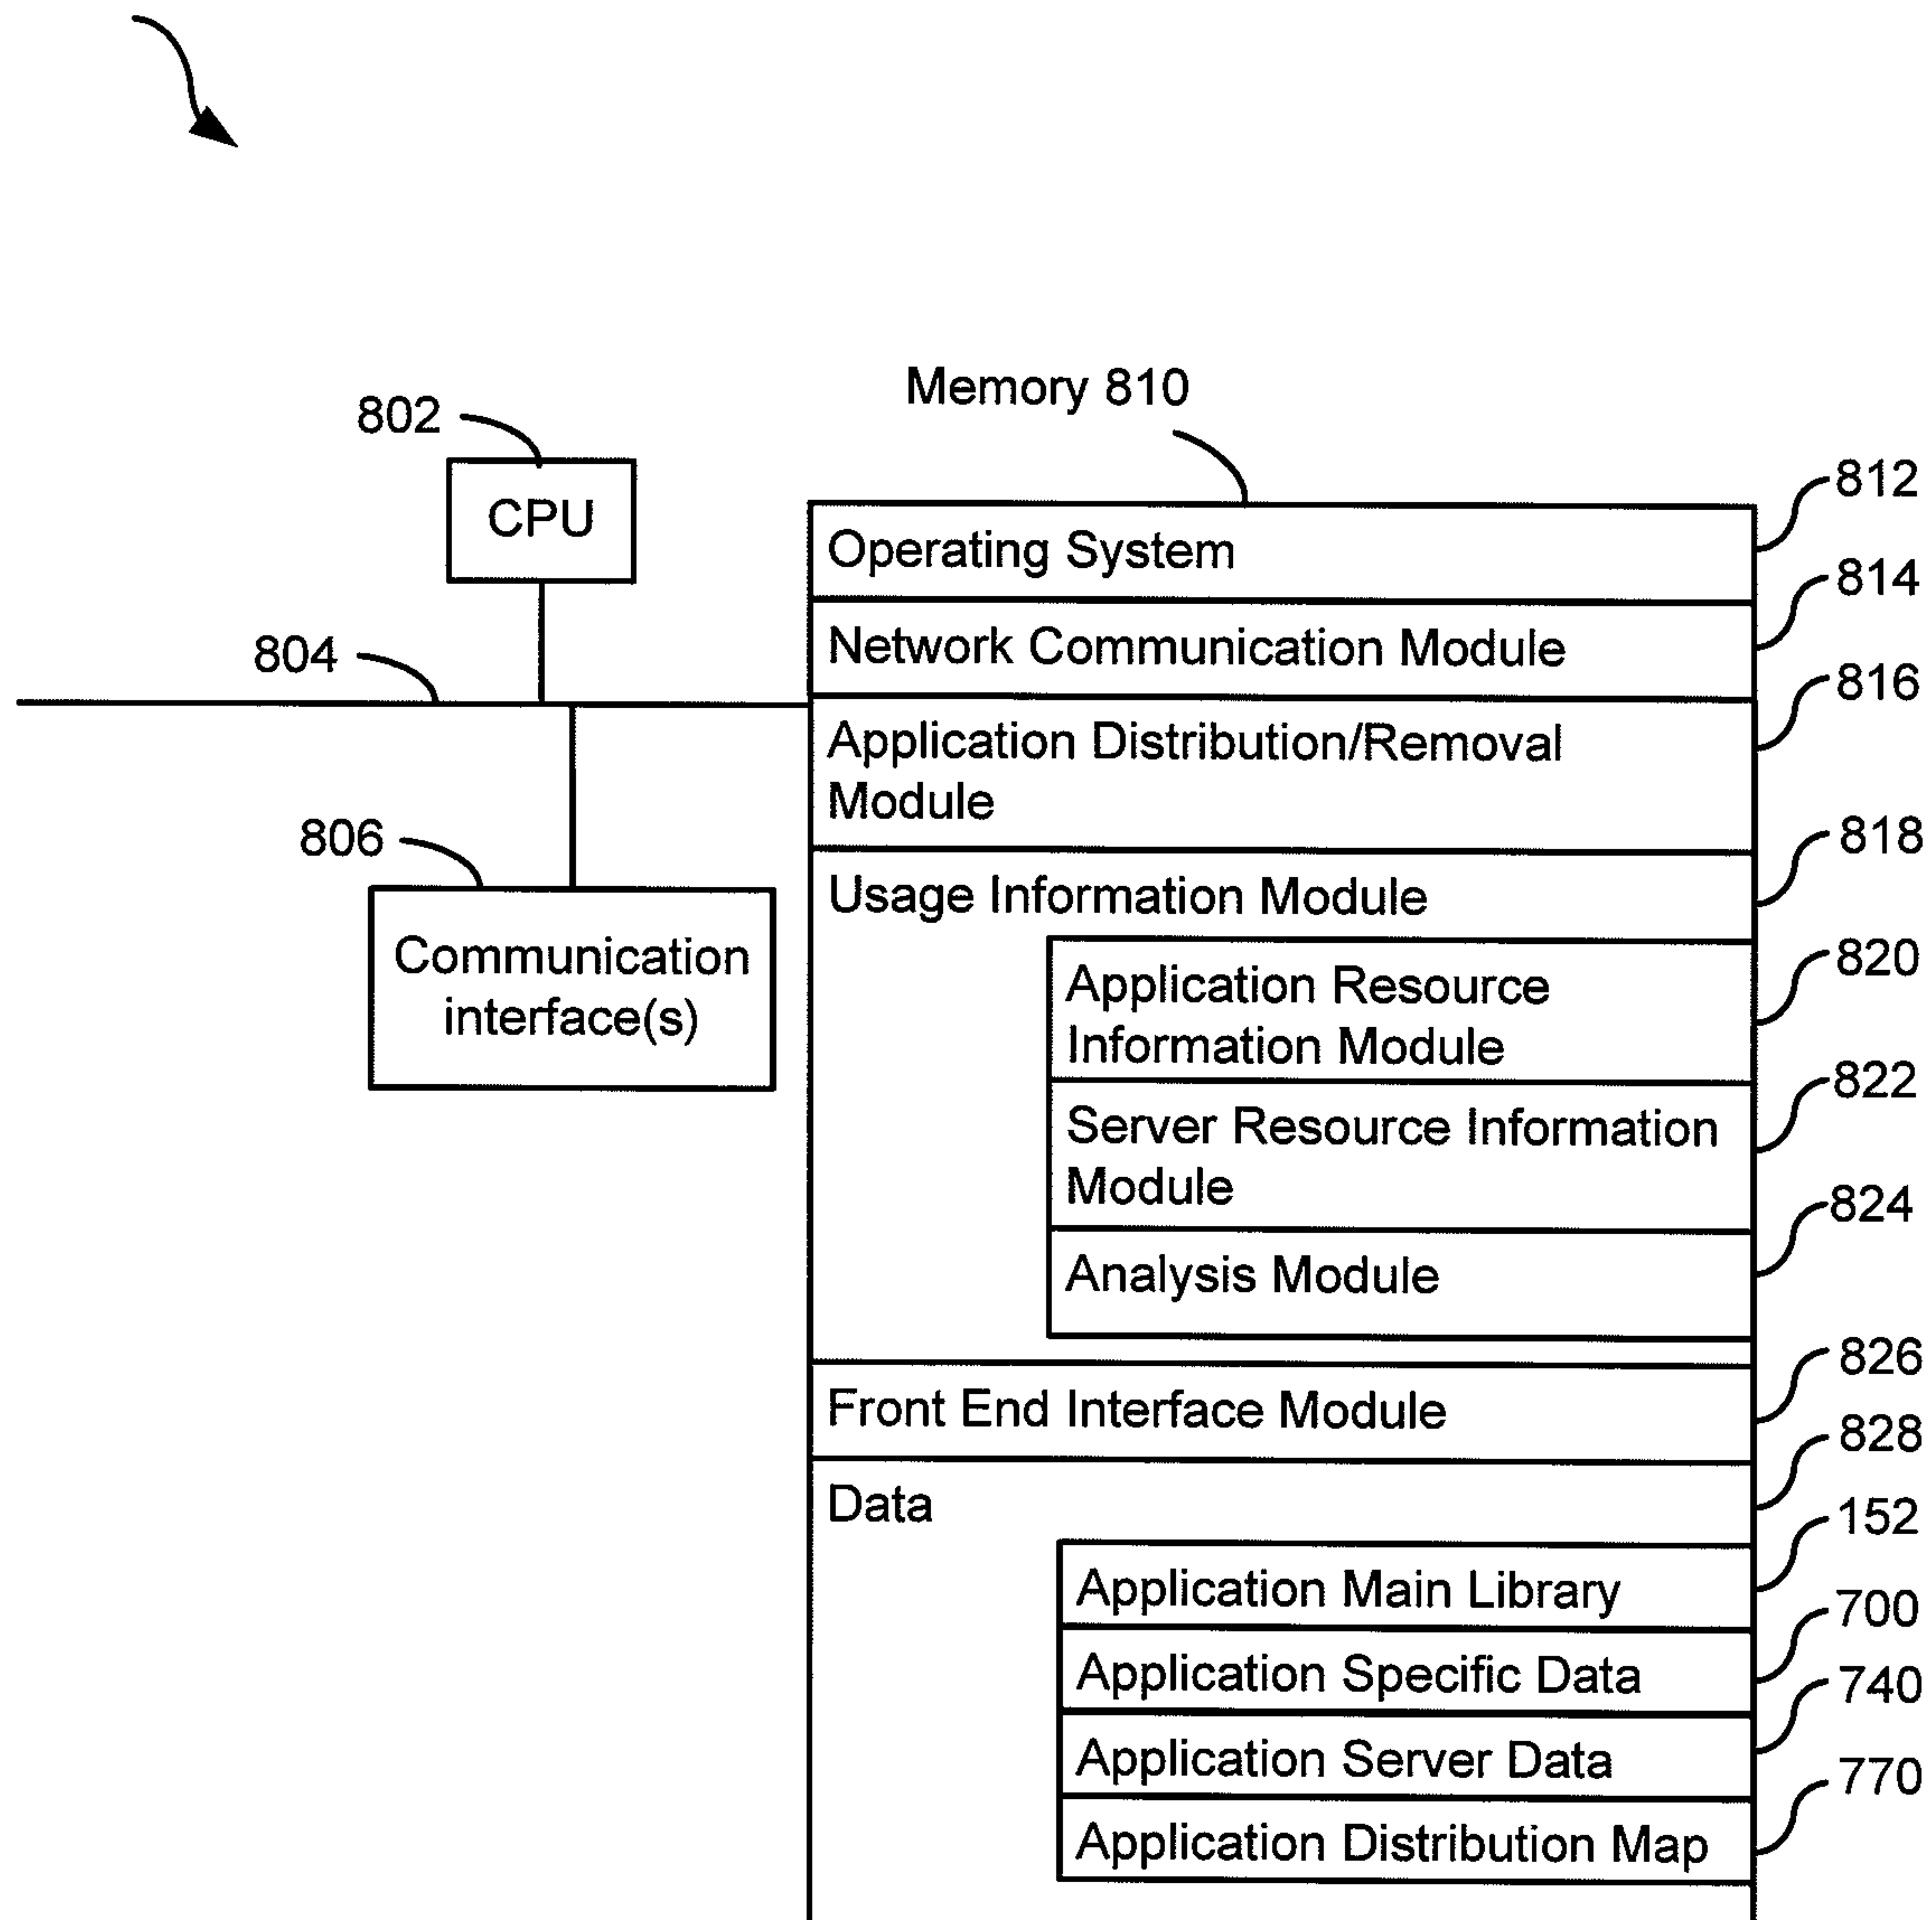 Memory 810
802
CPU
804
806
Communication
interface(s)
Operating System
812
Network Communication Module
814
Application Distribution/Removal
Module
816
Usage Information Module
818
Application Resource
Information Module
820
Server Resource Information
Module
822
Analysis Module
824
Front End Interface Module
826
Data
828
Application Main Library
152
Application Specific Data
700
Application Server Data
740
Application Distribution Map
770